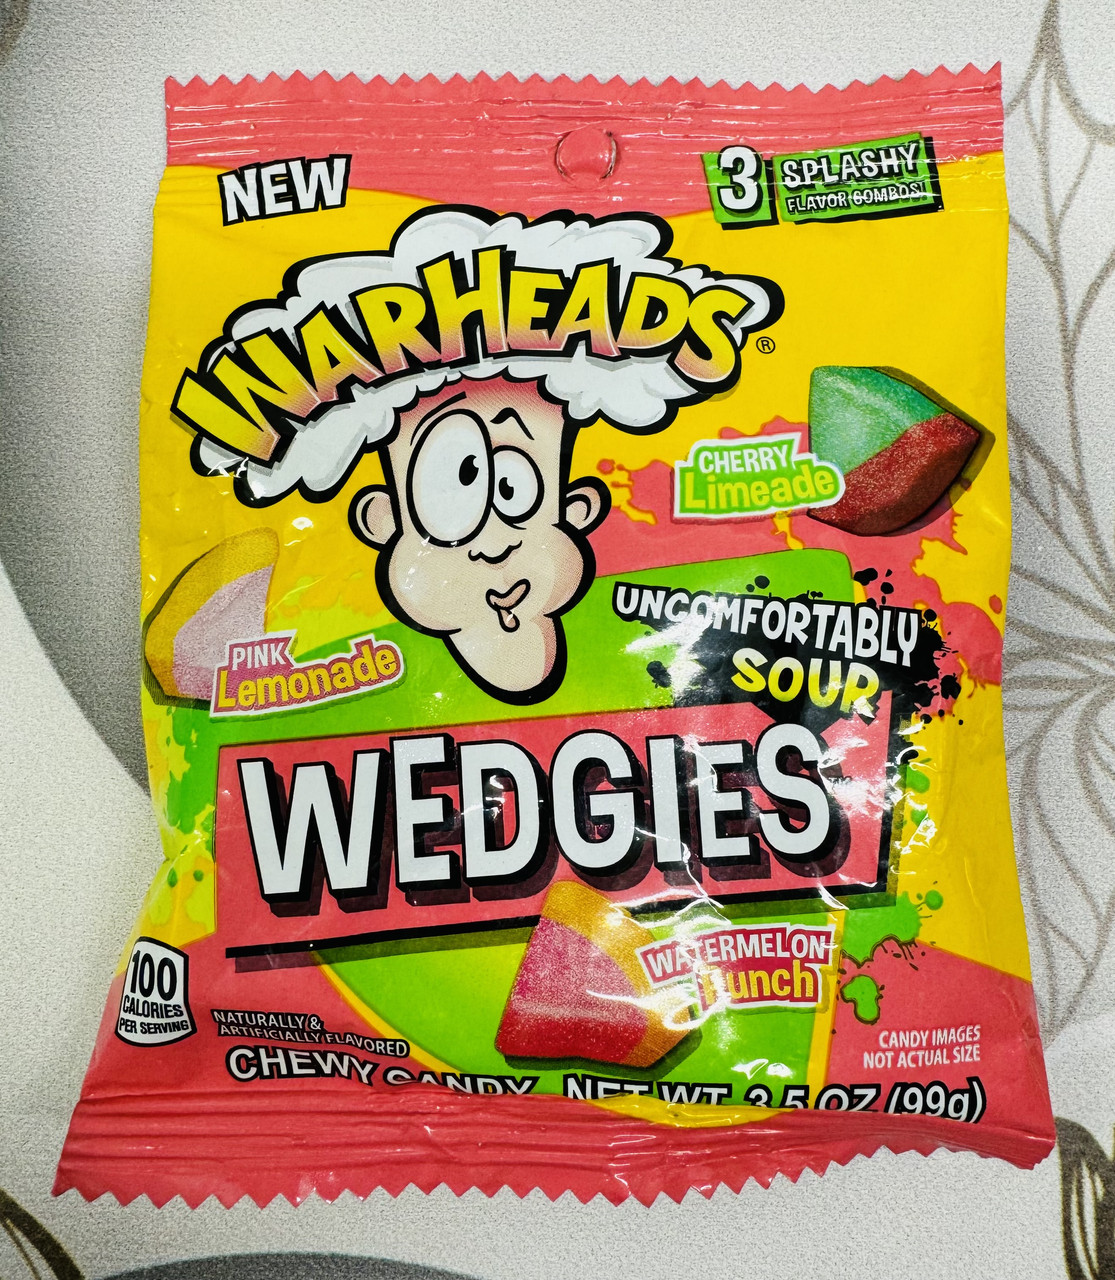 NEW
3 SPLASHY
FLAVOR COMBOS!
WARHEADS®
CHERRY
Limeade
UNCOMFORTABLY
SOUR
PINK
Lemonade
WEDGIES
WATERMELON
Punch
100
CALORIES
PER SERVING
NATURALLY &
ARTIFICIALLY FLAVORED
CHEWY CANDY NET WT. 3.5 OZ (99g)
CANDY IMAGES
NOT ACTUAL SIZE